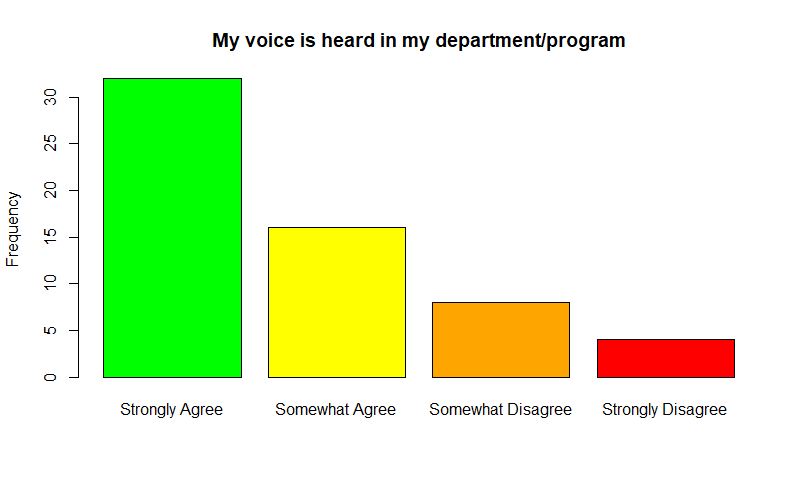 My voice is heard in my department/program
Frequency
30
25
20
15
10
5
0
Strongly Agree
Somewhat Agree
Somewhat Disagree
Strongly Disagree